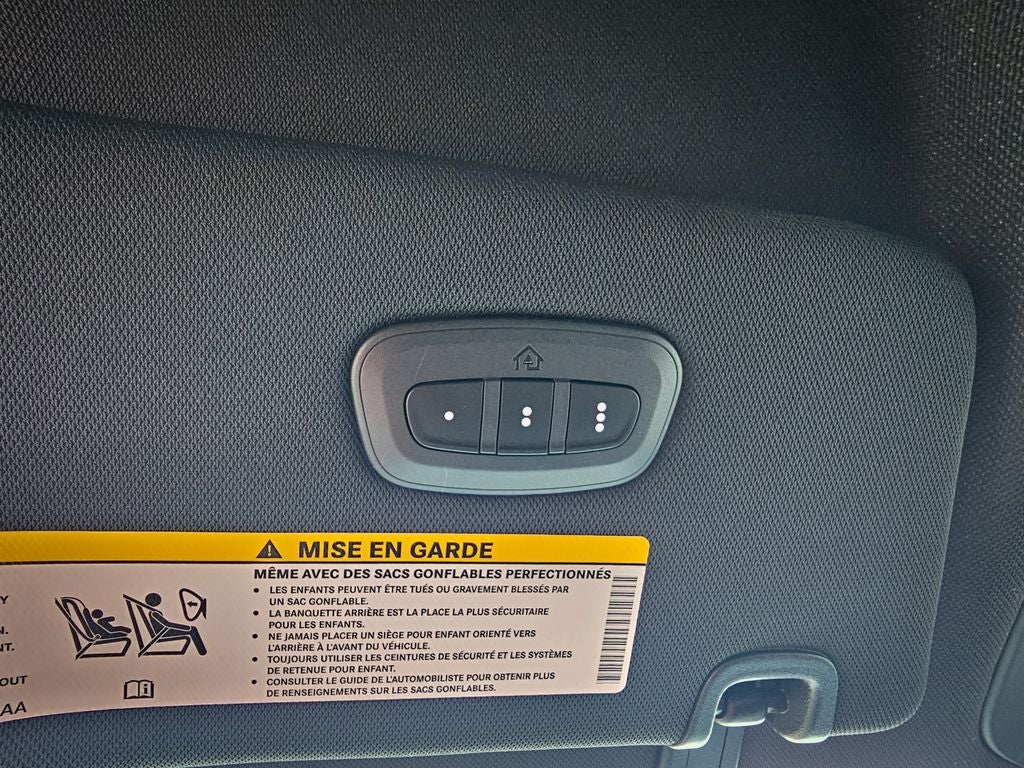 MISE EN GARDE
MÊME AVEC DES SACS GONFLABLES PERFECTIONNÉS
• LES ENFANTS PEUVENT ÊTRE TUÉS OU GRAVEMENT BLESSÉS PAR
UN SAC GONFLABLE.
• LA BANQUETTE ARRIÈRE EST LA PLACE LA PLUS SÉCURITAIRE
POUR LES ENFANTS.
• NE JAMAIS PLACER UN SIÈGE POUR ENFANT ORIENTÉ VERS
L'ARRIÈRE À L'AVANT DU VÉHICULE.
• TOUJOURS UTILISER LES CEINTURES DE SÉCURITÉ ET LES SYSTÈMES
DE RETENUE POUR ENFANT.
• CONSULTER LE GUIDE DE L'AUTOMOBILISTE POUR OBTENIR PLUS
DE RENSEIGNEMENTS SUR LES SACS GONFLABLES.
Y
N.
NT.
OUT
AA